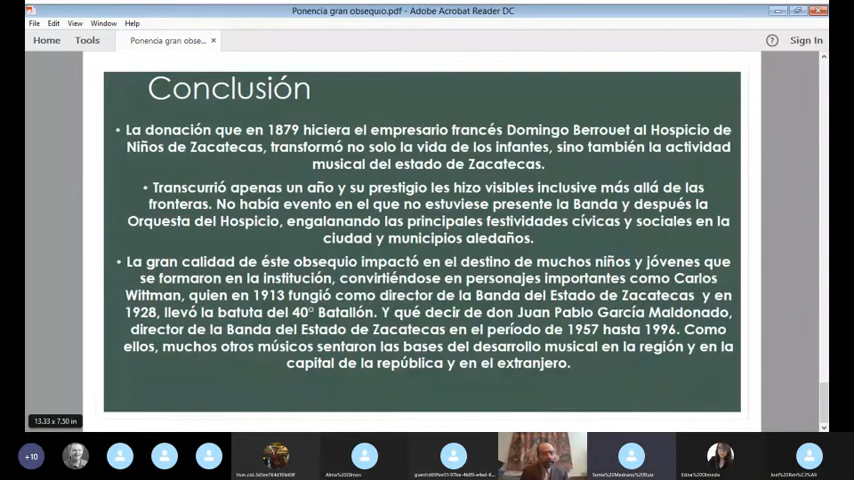 Ponencia gran obsequio.pdf - Adobe Acrobat Reader DC
File Edit View Window Help
Home Tools Ponencia gran obse... × ? Sign In
Conclusión
• La donación que en 1879 hiciera el empresario francés Domingo Berrouet al Hospicio de
Niños de Zacatecas, transformó no solo la vida de los infantes, sino también la actividad
musical del estado de Zacatecas.
• Transcurrió apenas un año y su prestigio les hizo visibles inclusive más allá de las
fronteras. No había evento en el que no estuviese presente la Banda y después la
Orquesta del Hospicio, engalanando las principales festividades cívicas y sociales en la
ciudad y municipios aledaños.
• La gran calidad de éste obsequio impactó en el destino de muchos niños y jóvenes que
se formaron en la institución, convirtiéndose en personajes importantes como Carlos
Wittman, quien en 1913 fungió como director de la Banda del Estado de Zacatecas y en
1928, llevó la batuta del 40° Batallón. Y qué decir de don Juan Pablo García Maldonado,
director de la Banda del Estado de Zacatecas en el período de 1957 hasta 1996. Como
ellos, muchos otros músicos sentaron las bases del desarrollo musical en la región y en la
capital de la república y en el extranjero.
13.33 x 7.50 in
+10
Alma%20Olmos
Sonia%20Medrano%20Ruiz
Edna%20Olmedo